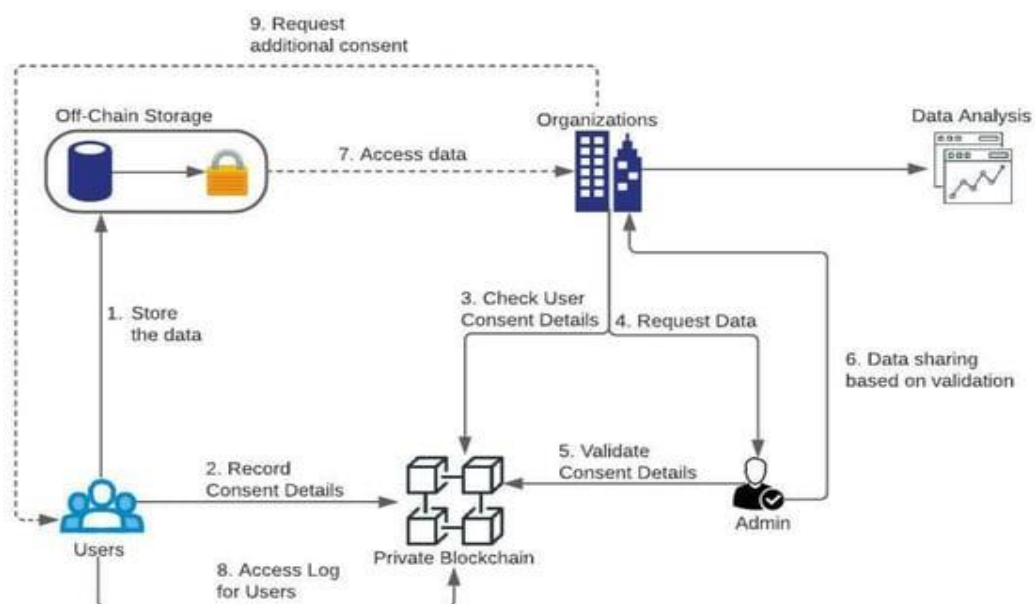 9. Request
additional consent
Off-Chain Storage
Organizations
Data Analysis
7. Access data
1. Store
the data
3. Check User
Consent Details
4. Request Data
6. Data sharing
based on validation
2. Record
Consent Details
5. Validate
Consent Details
Users
Private Blockchain
Admin
8. Access Log
for Users